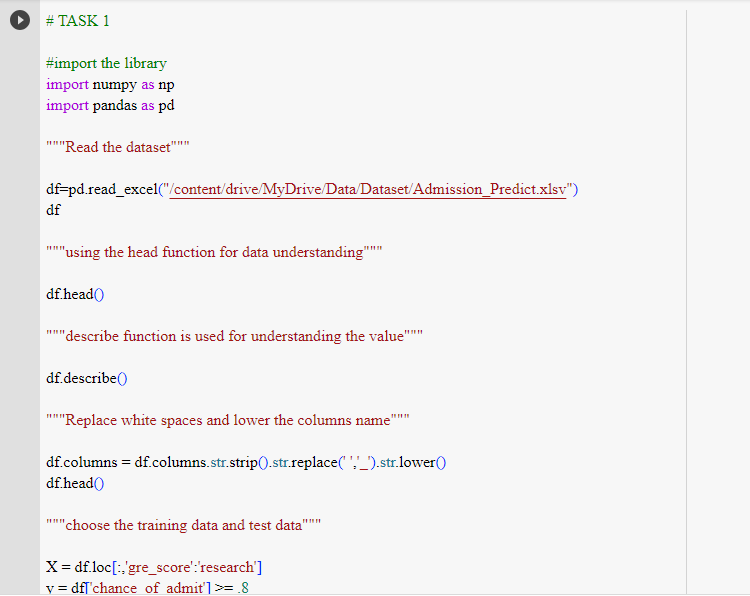 # TASK 1
#import the library
import numpy as np
import pandas as pd
"""Read the dataset"""
df=pd.read_excel("/content/drive/MyDrive/Data/Dataset/Admission_Predict.xlsv")
df
"""using the head function for data understanding"""
df.head()
"""describe function is used for understanding the value"""
df.describe()
"""Replace white spaces and lower the columns name"""
df.columns = df.columns.str.strip().str.replace(' ','_').str.lower()
df.head()
"""choose the training data and test data"""
X = df.loc[:,'gre_score':'research']
y = df['chance_of_admit'] >= .8